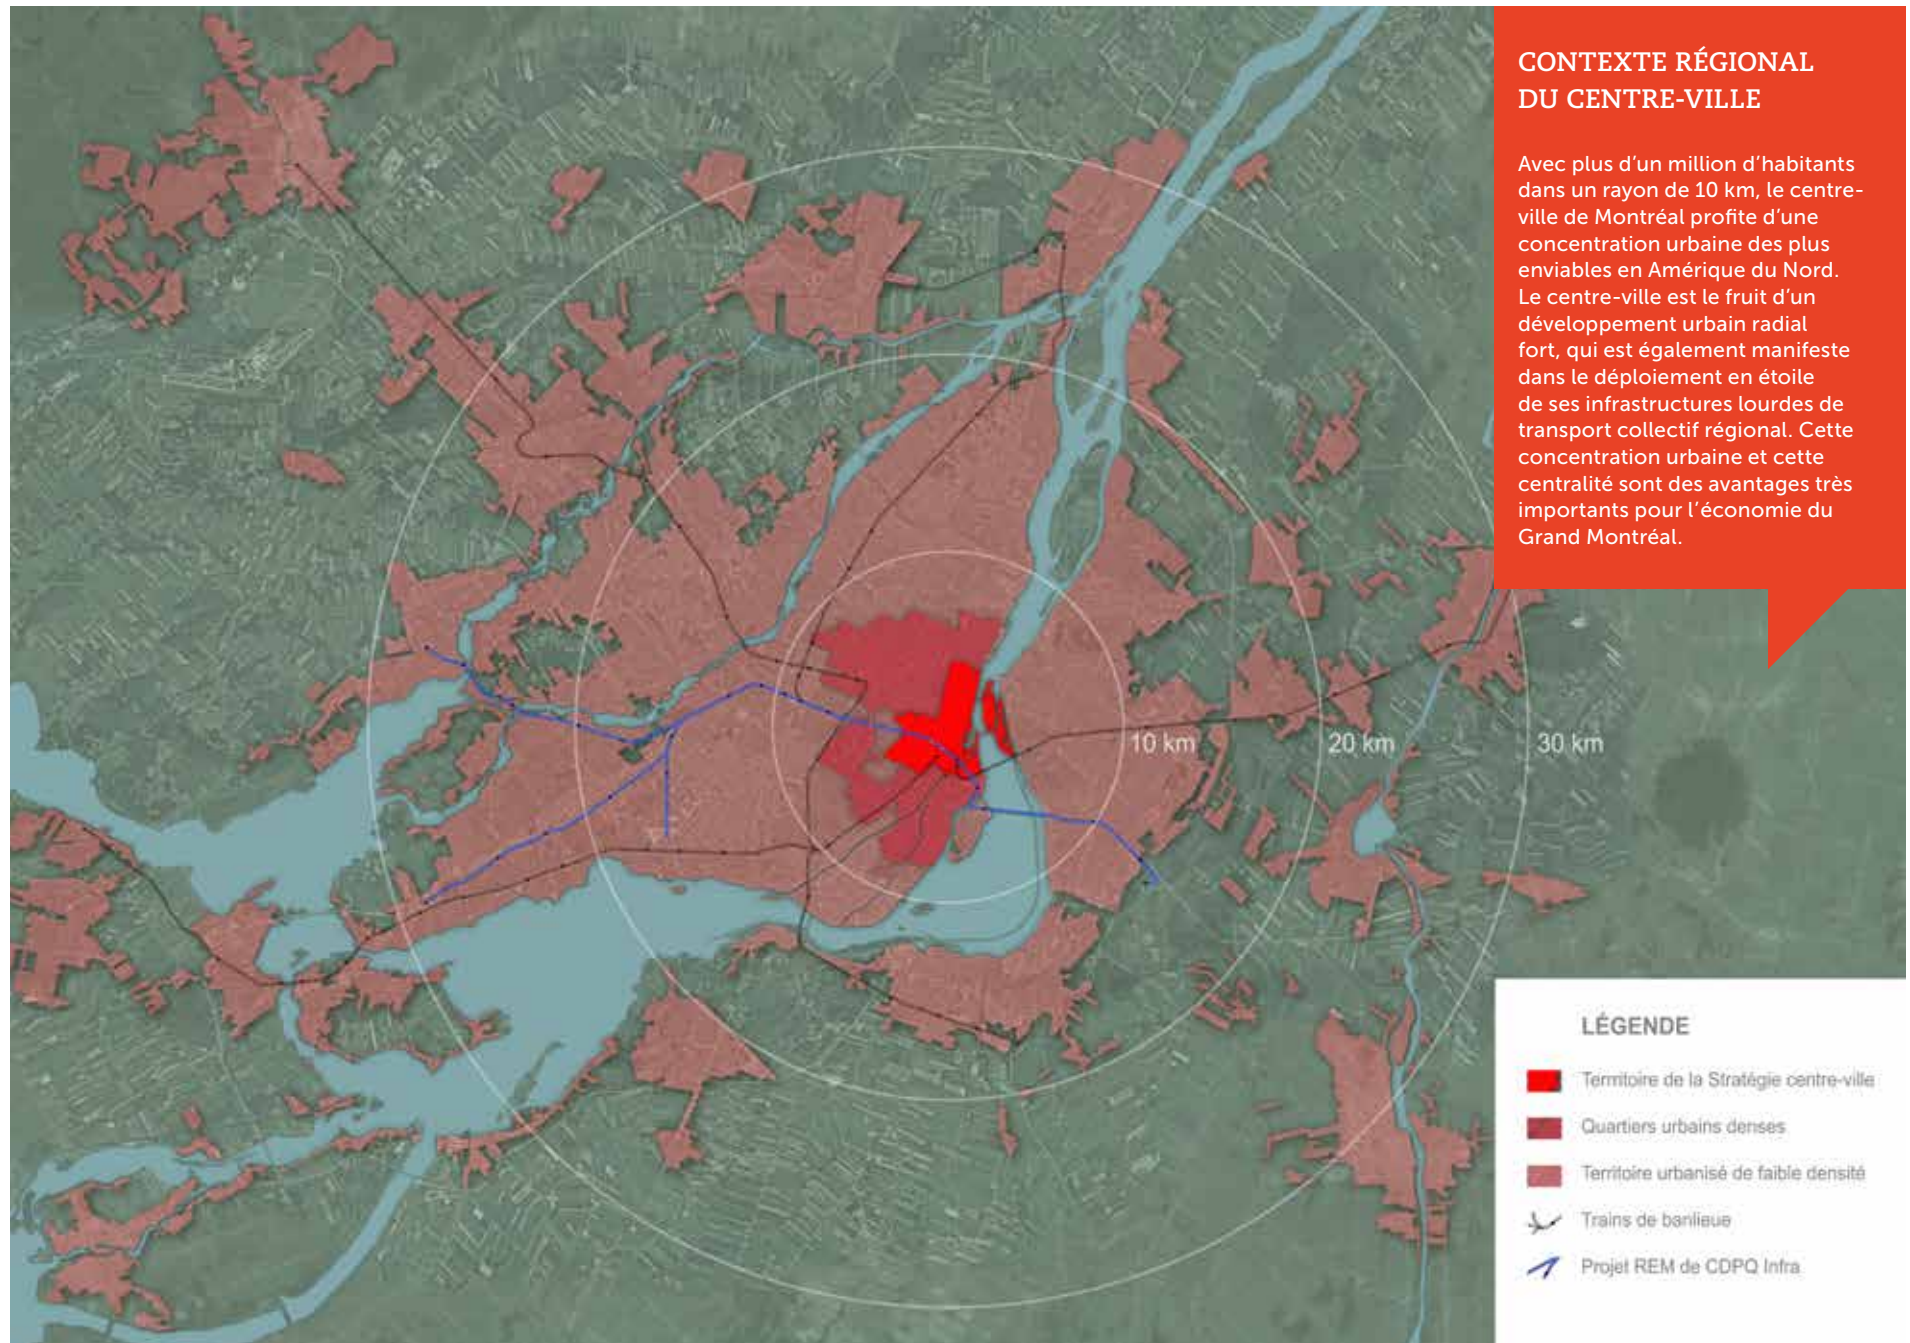 CONTEXTE RÉGIONAL
DU CENTRE-VILLE
Avec plus d’un million d’habitants
dans un rayon de 10 km, le centre-
ville de Montréal profite d’une
concentration urbaine des plus
enviables en Amérique du Nord.
Le centre-ville est le fruit d’un
développement urbain radial
fort, qui est également manifeste
dans le déploiement en étoile
de ses infrastructures lourdes de
transport collectif régional. Cette
concentration urbaine et cette
centralité sont des avantages très
importants pour l’économie du
Grand Montréal.
10 km
20 km
30 km
LÉGENDE
Territoire de la Stratégie centre-ville
Quartiers urbains denses
Territoire urbanisé de faible densité
Trains de banlieue
Projet REM de CDPQ Infra